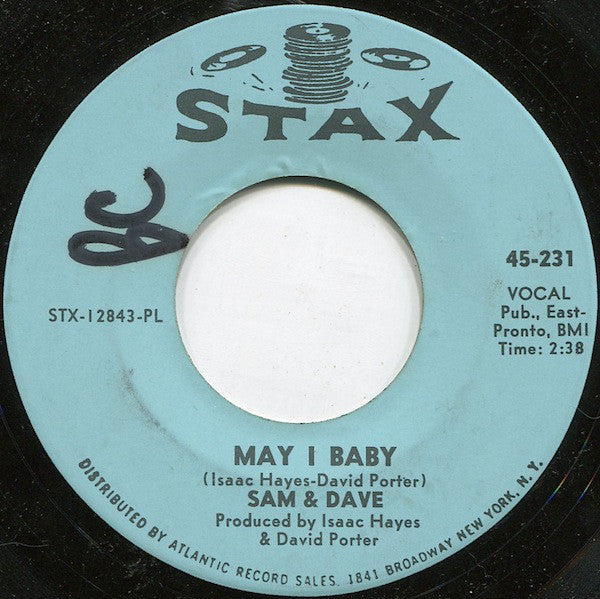 STAX
BC
45-231
VOCAL
Pub., East-
Pronto, BMI
Time: 2:38
STX-12843-PL
MAY I BABY
(Isaac Hayes-David Porter)
SAM & DAVE
Produced by Isaac Hayes
& David Porter
DISTRIBUTED BY ATLANTIC RECORD SALES. 1841 BROADWAY NEW YORK, N.Y.